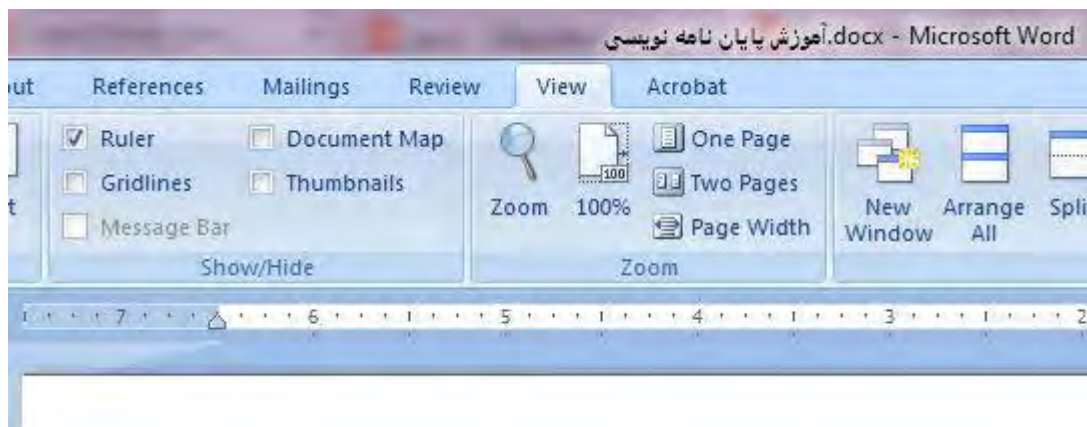 آموزش پایان نامه نویسی.docx - Microsoft Word
References Mailings Review View Acrobat
Ruler
Gridlines
Message Bar
Document Map
Thumbnails
Show/Hide
Zoom
100%
One Page
Two Pages
Page Width
Zoom
New Window
Arrange All
7 6 5 4 3 2